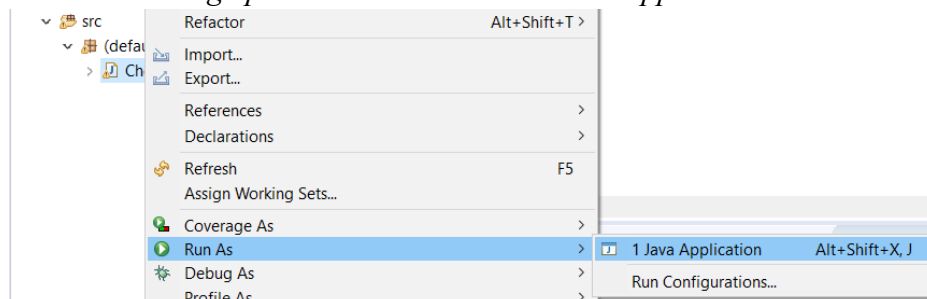 src
Refactor Alt+Shift+T >
(defau
Import...
Ch
Export...
References >
Declarations >
Refresh F5
Assign Working Sets...
Coverage As >
Run As > 1 Java Application Alt+Shift+X, J
Debug As > Run Configurations...
Profile As >